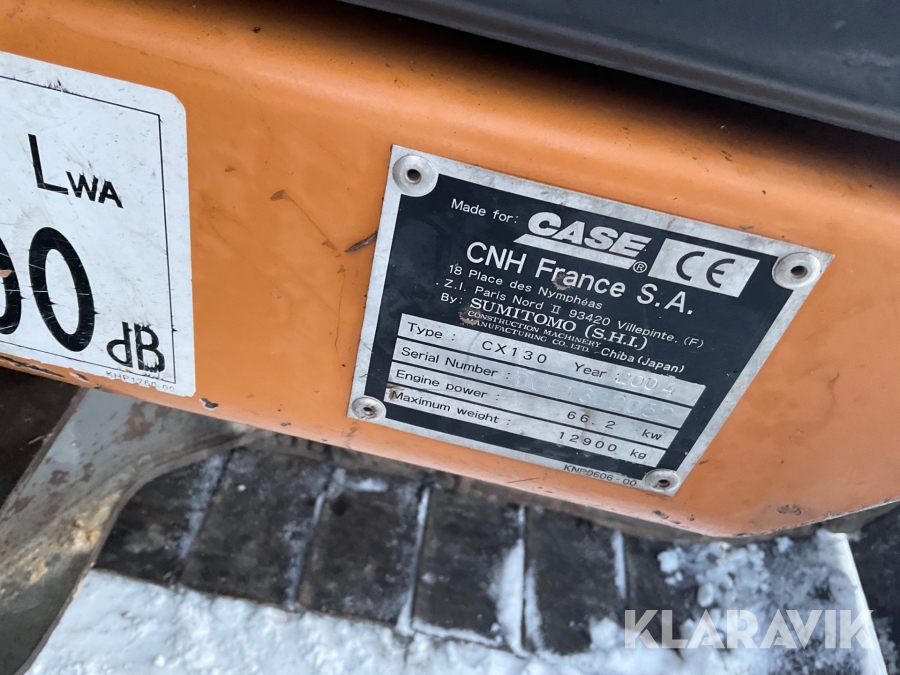 LWA
00
dB
KHP1700-00
Made for: CASE ® CE
CNH France S.A.
18 Place des Nymphéas
Z.I. Paris Nord II 93420 Villepinte. (F)
By: SUMITOMO (S.H.I.)
CONSTRUCTION MACHINERY
MANUFACTURING CO. LTD. Chiba (Japan)
Type : CX130 Year : 2004
Serial Number :
Engine power : 66.2 kw
Maximum weight : 12900 kg
KNP9606-00
KLARAVIK